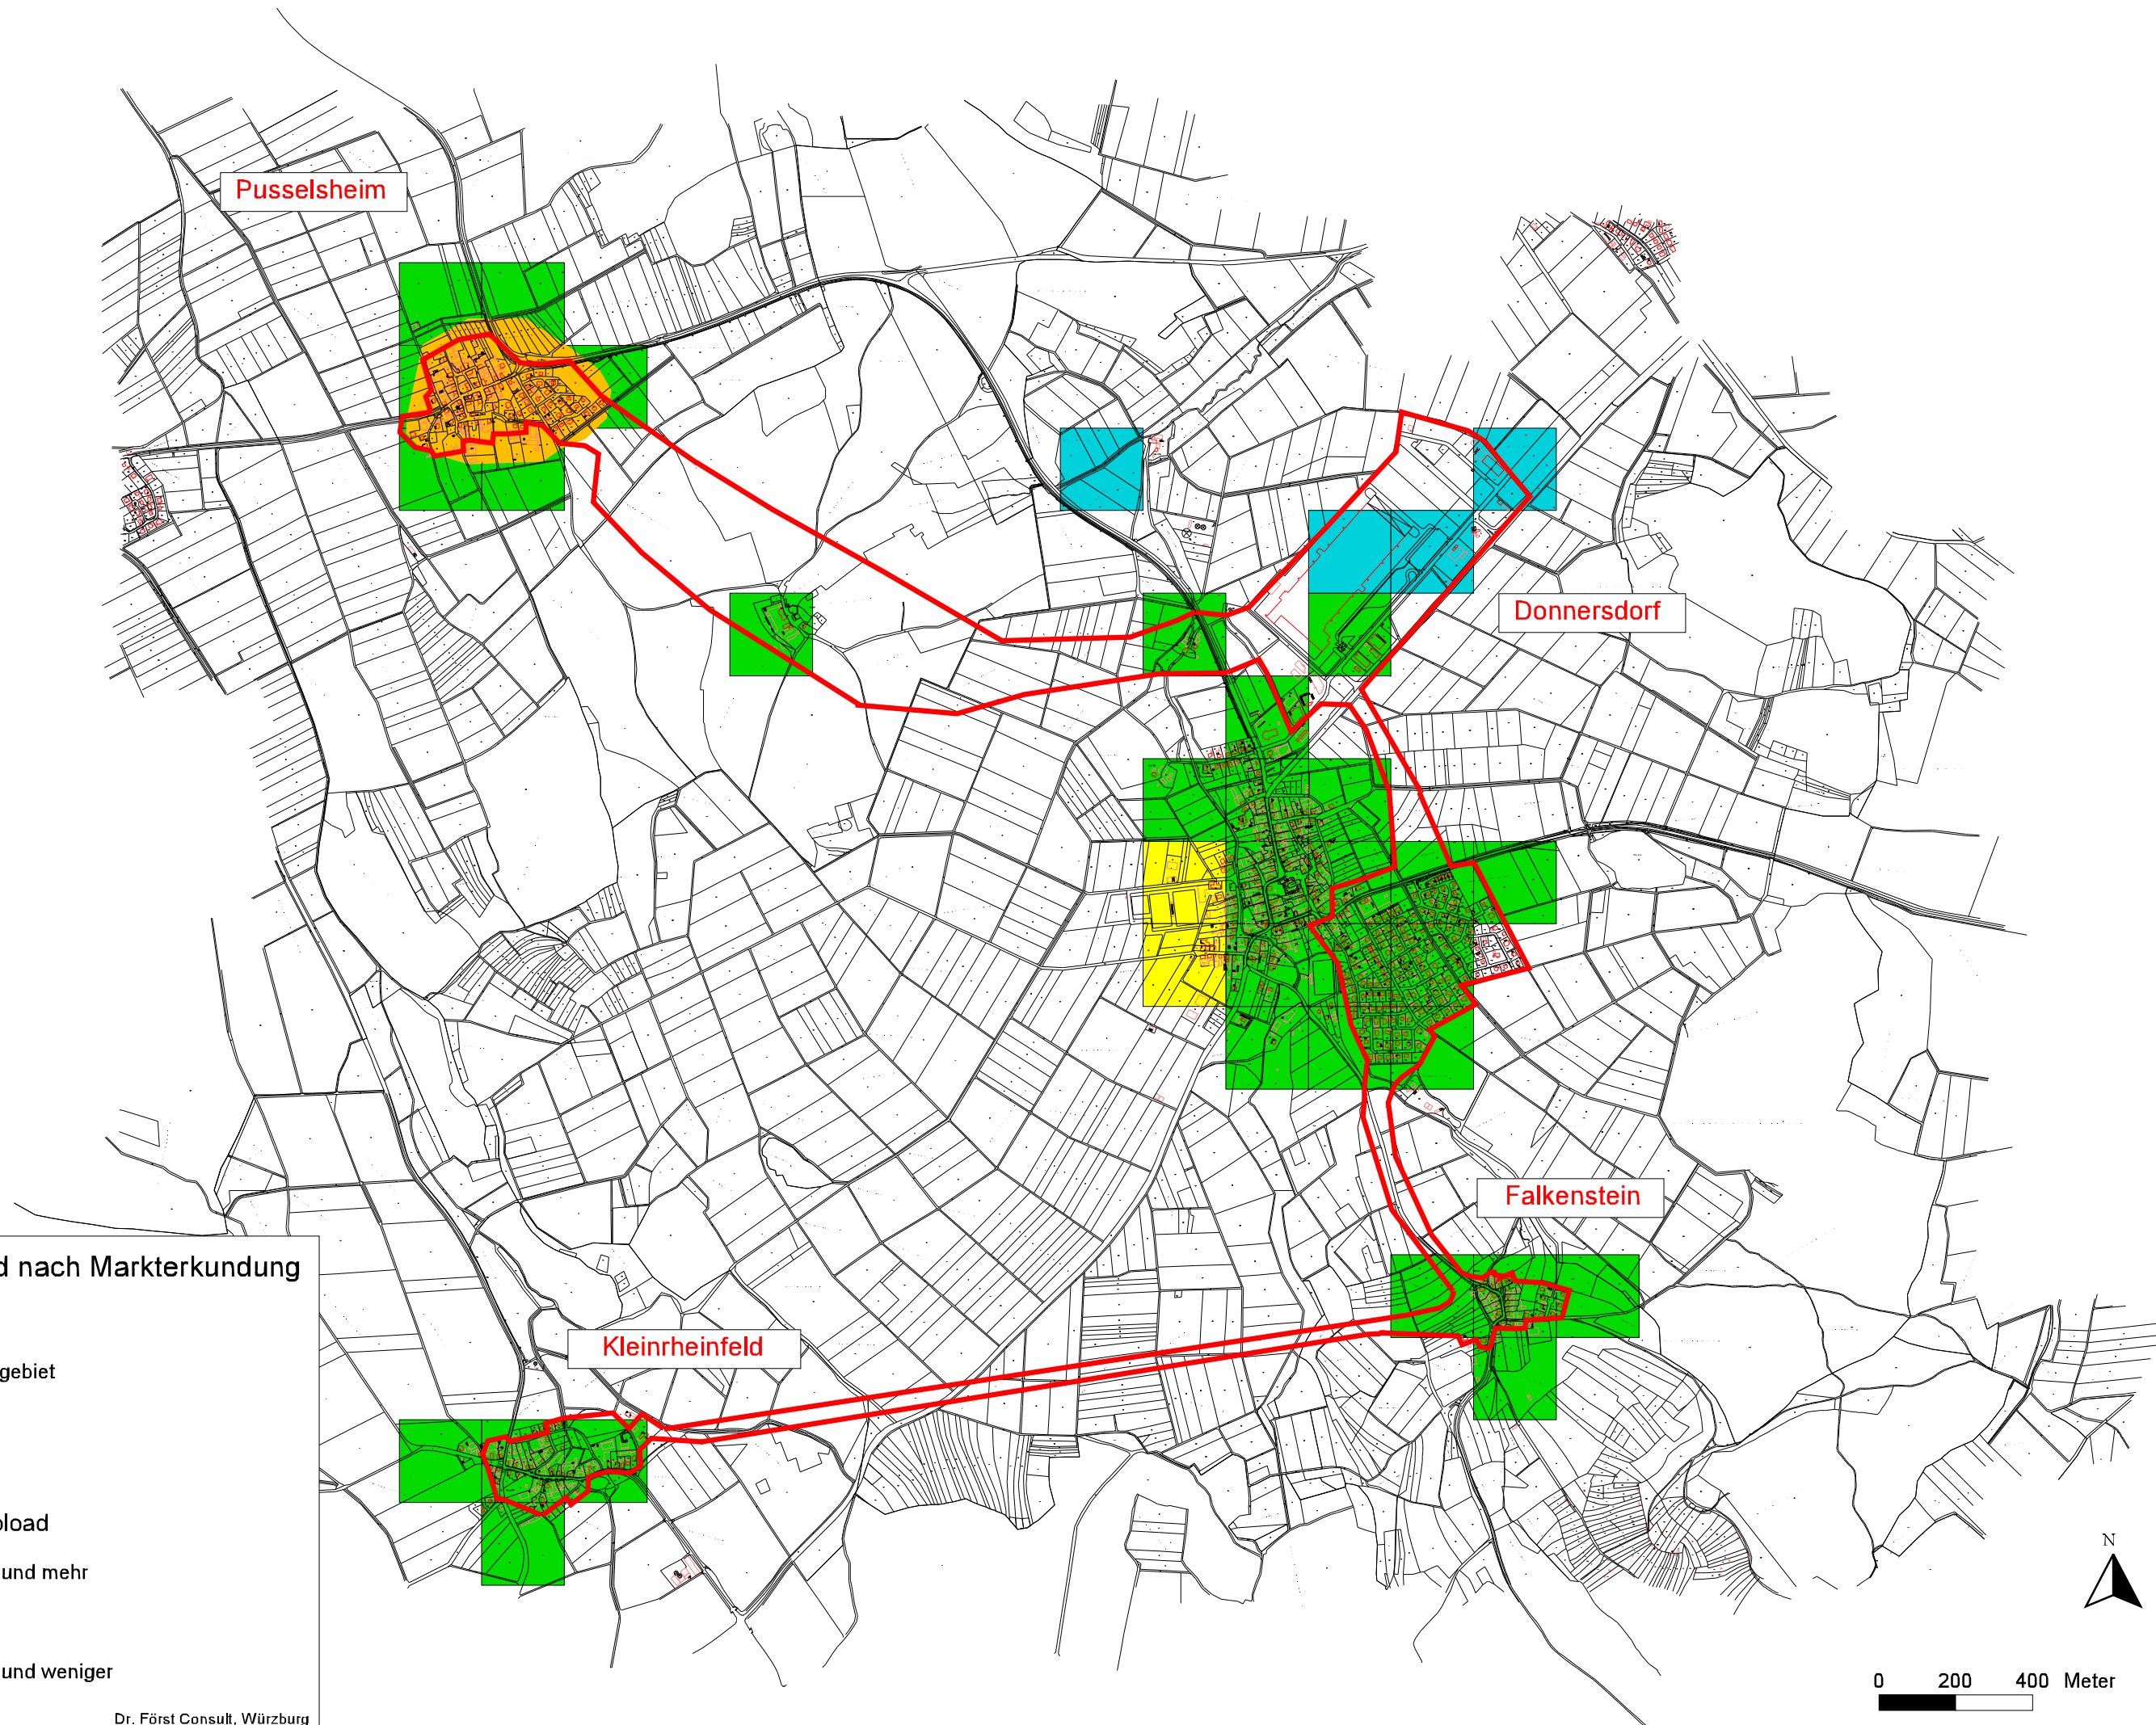 Pusselsheim
Donnersdorf
Falkenstein
Kleinrheinfeld
nach Markterkundung
gebiet
und mehr
und weniger
Dr. Först Consult, Würzburg
N
0 200 400 Meter